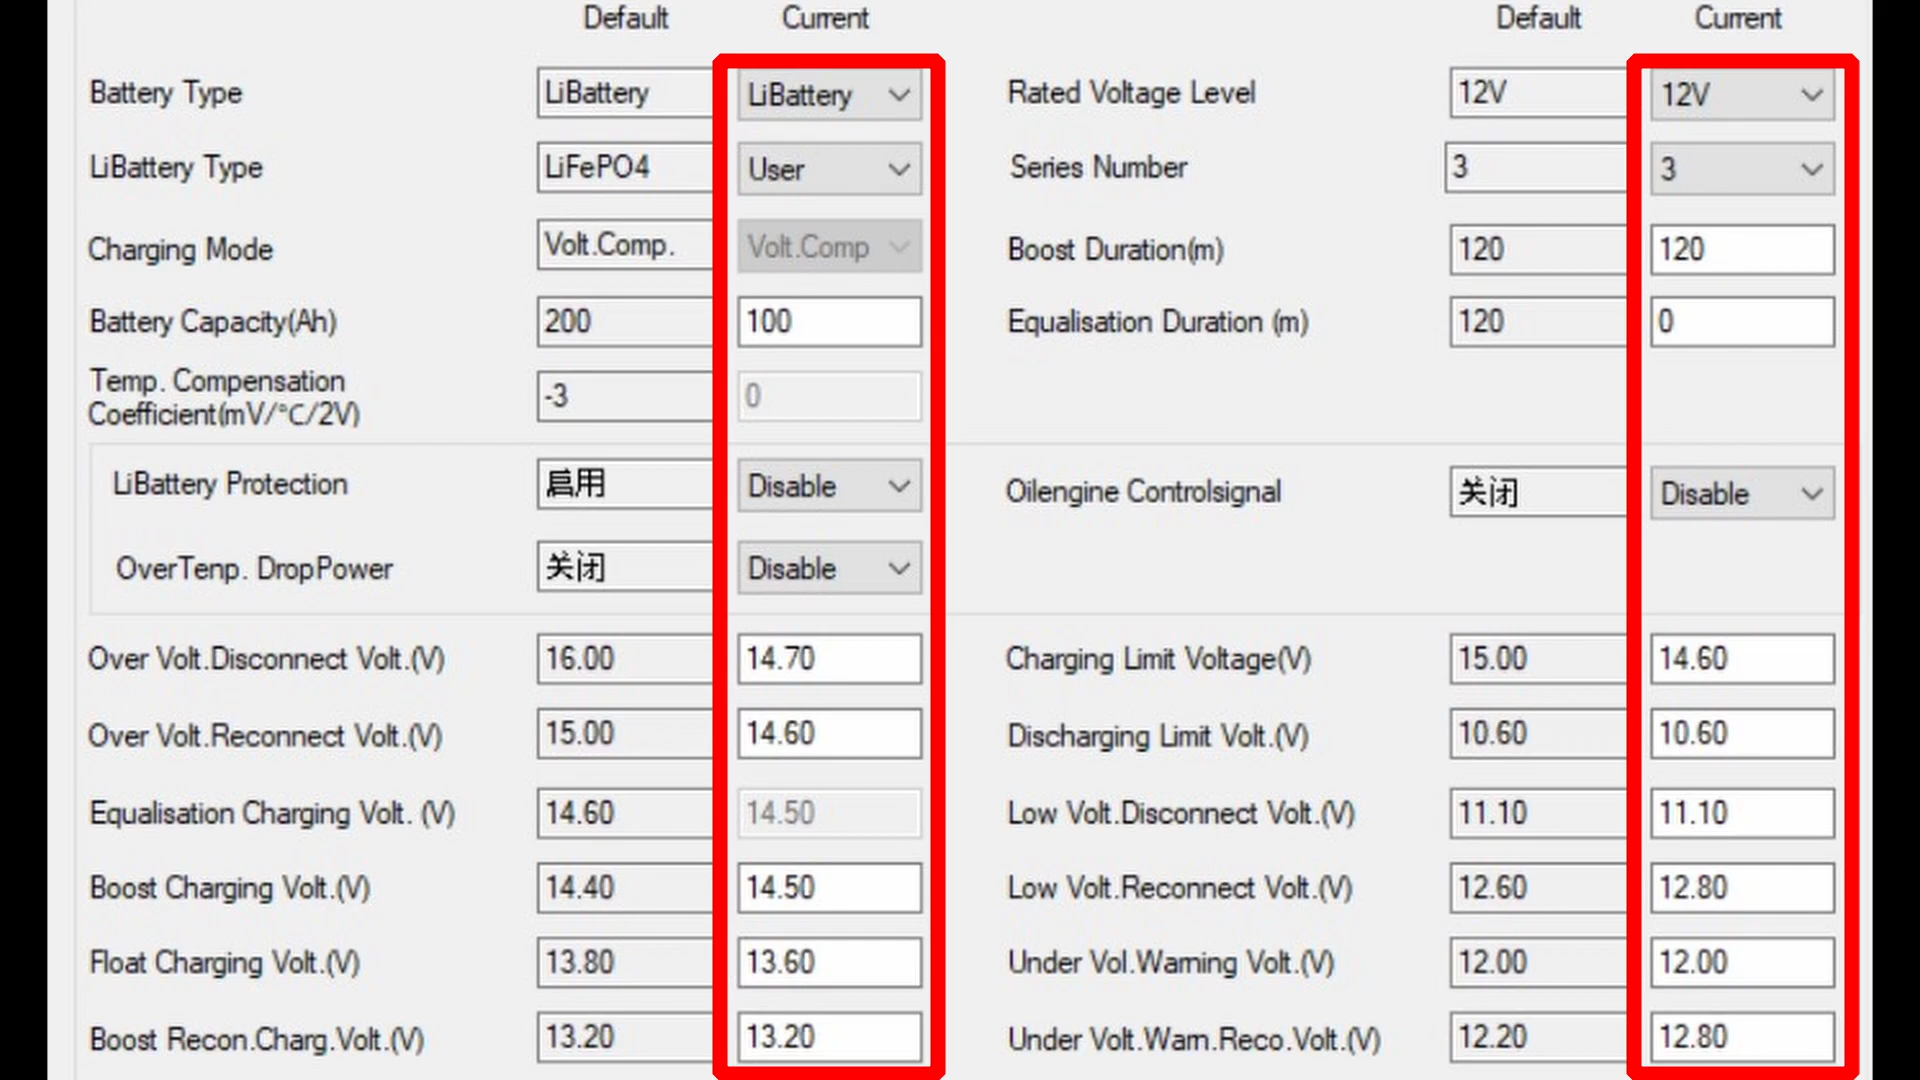 Default Current Default Current
Battery Type LiBattery LiBattery Rated Voltage Level 12V 12V
LiBattery Type LiFePO4 User Series Number 3 3
Charging Mode Volt.Comp. Volt.Comp Boost Duration(m) 120 120
Battery Capacity(Ah) 200 100 Equalisation Duration (m) 120 0
Temp. Compensation
Coefficient(mV/°C/2V) -3 0
LiBattery Protection 启用 Disable Oilengine Controlsignal 关闭 Disable
OverTenp. DropPower 关闭 Disable
Over Volt.Disconnect Volt.(V) 16.00 14.70 Charging Limit Voltage(V) 15.00 14.60
Over Volt.Reconnect Volt.(V) 15.00 14.60 Discharging Limit Volt.(V) 10.60 10.60
Equalisation Charging Volt. (V) 14.60 14.50 Low Volt.Disconnect Volt.(V) 11.10 11.10
Boost Charging Volt.(V) 14.40 14.50 Low Volt.Reconnect Volt.(V) 12.60 12.80
Float Charging Volt.(V) 13.80 13.60 Under Vol.Warning Volt.(V) 12.00 12.00
Boost Recon.Charg.Volt.(V) 13.20 13.20 Under Volt.Warn.Reco.Volt.(V) 12.20 12.80